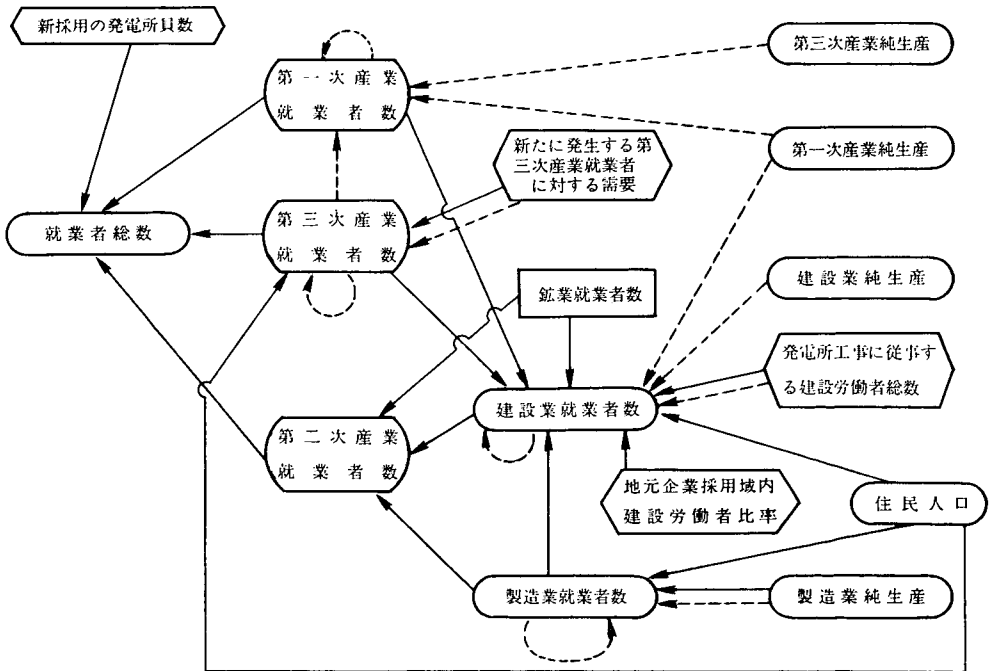 新採用の発電所員数
第一次産業
就業者数
第三次産業純生産
新たに発生する第
三次産業就業者
に対する需要
第一次産業純生産
就業者総数
第三次産業
就業者数
鉱業就業者数
建設業純生産
発電所工事に従事す
る建設労働者総数
建設業就業者数
第二次産業
就業者数
地元企業採用域内
建設労働者比率
住民人口
製造業就業者数
製造業純生産